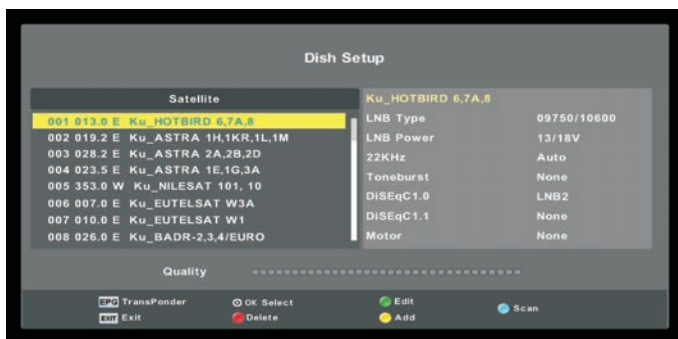 Dish Setup
Satellite
001 013.0 E Ku_HOTBIRD 6,7A,8
002 019.2 E Ku_ASTRA 1H,1KR,1L,1M
003 028.2 E Ku_ASTRA 2A,2B,2D
004 023.5 E Ku_ASTRA 1E,1G,3A
005 353.0 W Ku_NILESAT 101, 10
006 007.0 E Ku_EUTELSAT W3A
007 010.0 E Ku_EUTELSAT W1
008 026.0 E Ku_BADR-2,3,4/EURO
Ku_HOTBIRD 6,7A,8
LNB Type 09750/10600
LNB Power 13/18V
22KHz Auto
Toneburst None
DiSEqC1.0 LNB2
DiSEqC1.1 None
Motor None
Quality
EPG TransPonder OK Select Edit Scan
EXIT Exit Delete Add